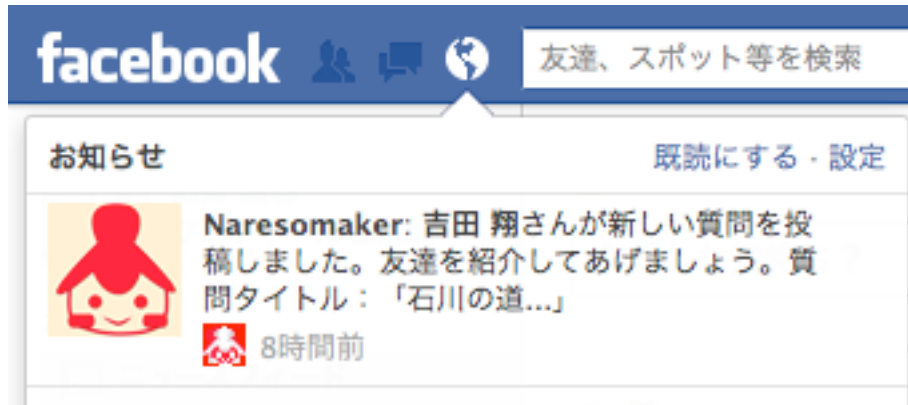 facebook
友達、スポット等を検索
お知らせ
既読にする · 設定
Naresomaker: 吉田 翔さんが新しい質問を投
稿しました。友達を紹介してあげましょう。質
問タイトル：「石川の道...」
8時間前